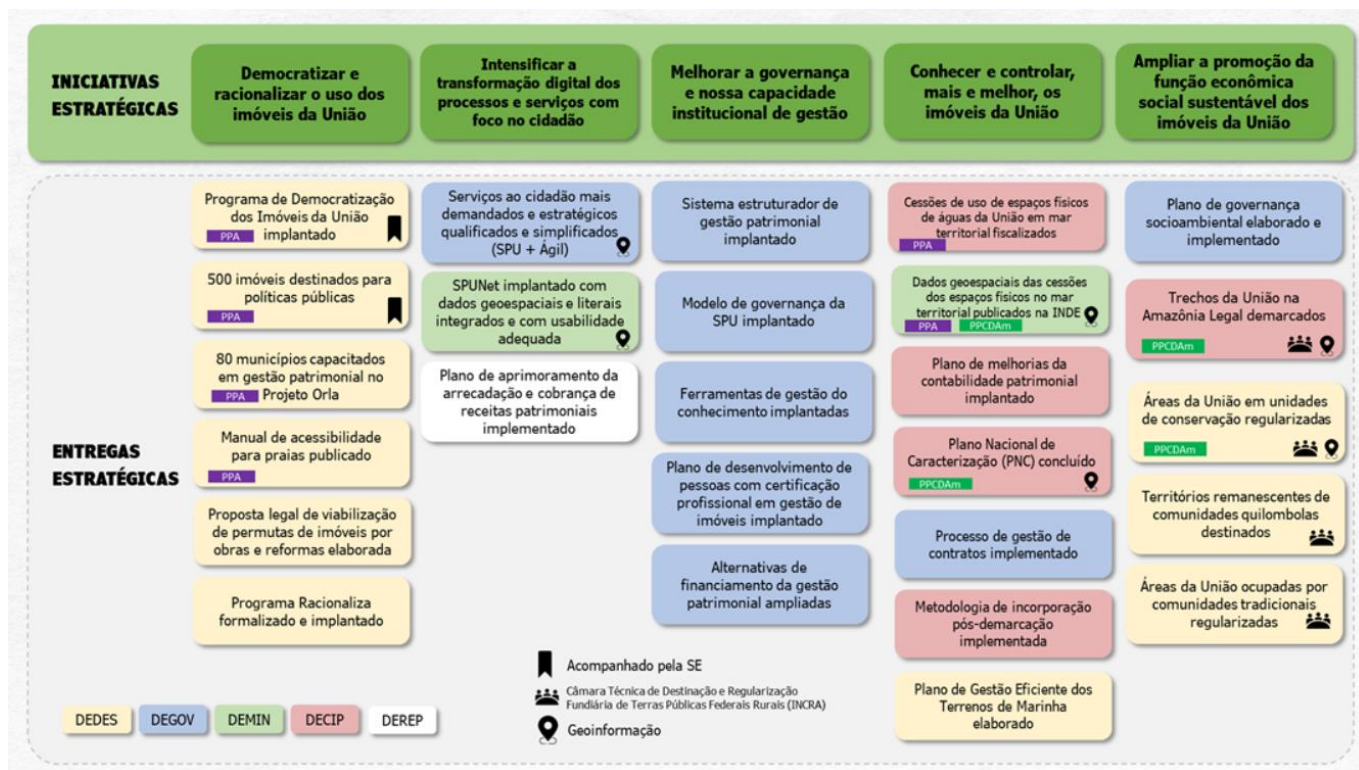 INICIATIVAS
ESTRATÉGICAS
Democratizar e
racionalizar o uso dos
imóveis da União
Intensificar a
transformação digital dos
processos e serviços com
foco no cidadão
Melhorar a governança
e nossa capacidade
institucional de gestão
Conhecer e controlar,
mais e melhor, os
imóveis da União
Ampliar a promoção da
função econômica
social sustentável dos
imóveis da União
ENTREGAS
ESTRATÉGICAS
Programa de Democratização
dos Imóveis da União
PPA implantado
500 imóveis destinados para
políticas públicas
PPA
80 municípios capacitados
em gestão patrimonial no
PPA Projeto Orla
Manual de acessibilidade
para praias publicado
PPA
Proposta legal de viabilização
de permutas de imóveis por
obras e reformas elaborada
Programa Racionaliza
formalizado e implantado
Serviços ao cidadão mais
demandados e estratégicos
qualificados e simplificados
(SPU + Ágil)
SPUNet implantado com
dados geoespaciais e literais
integrados e com usabilidade
adequada
Plano de aprimoramento da
arrecadação e cobrança de
receitas patrimoniais
implementado
Sistema estruturador de
gestão patrimonial
implantado
Modelo de governança da
SPU implantado
Ferramentas de gestão do
conhecimento implantadas
Plano de desenvolvimento de
pessoas com certificação
profissional em gestão de
imóveis implantado
Alternativas de
financiamento da gestão
patrimonial ampliadas
Cessões de uso de espaços físicos
de águas da União em mar
territorial fiscalizados
PPA
Dados geoespaciais das cessões
dos espaços físicos no mar
territorial publicados na INDE
PPA PPCDAm
Plano de melhorias da
contabilidade patrimonial
implantado
Plano Nacional de
Caracterização (PNC) concluído
PPCDAm
Processo de gestão de
contratos implementado
Metodologia de incorporação
pós-demarcação
implementada
Plano de Gestão Eficiente dos
Terrenos de Marinha
elaborado
Plano de governança
socioambiental elaborado e
implementado
Trechos da União na
Amazônia Legal demarcados
PPCDAm
Áreas da União em unidades
de conservação regularizadas
PPCDAm
Territórios remanescentes de
comunidades quilombolas
destinados
Áreas da União ocupadas por
comunidades tradicionais
regularizadas
DEDES
DEGOV
DEMIN
DECIP
DEREP
Acompanhado pela SE
Câmara Técnica de Destinação e Regularização
Fundiária de Terras Públicas Federais Rurais (INCRA)
Geoinformação